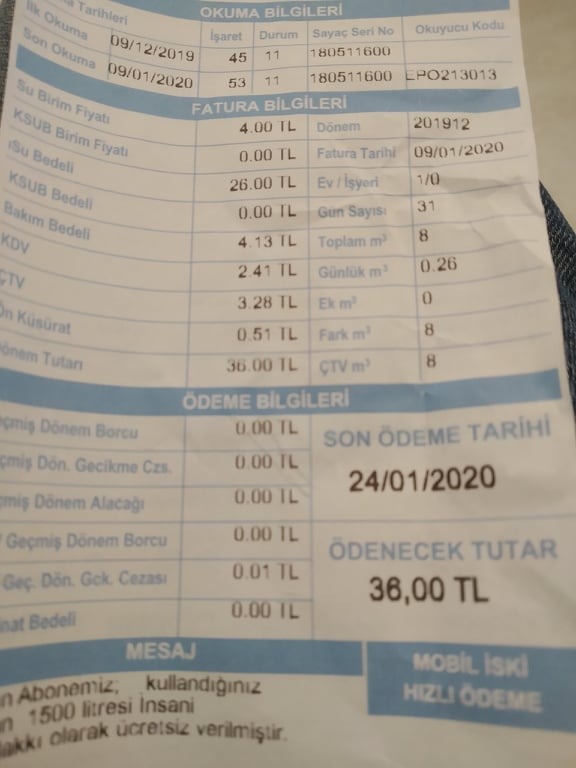 Tarihleri OKUMA BİLGİLERİ
İlk Okuma 09/12/2019 İşaret Durum Sayaç Seri No Okuyucu Kodu
45 11 180511600
Son Okuma 09/01/2020 53 11 180511600 EPO213013
FATURA BİLGİLERİ
Su Birim Fiyatı 4.00 TL Dönem 201912
KSUB Birim Fiyatı 0.00 TL Fatura Tarihi 09/01/2020
Su Bedeli 26.00 TL Ev / İşyeri 1/0
KSUB Bedeli 0.00 TL Gün Sayısı 31
Bakım Bedeli 4.13 TL Toplam m³ 8
KDV 2.41 TL Günlük m³ 0.26
ÇTV 3.28 TL Ek m³ 0
Ön Küsürat 0.51 TL Fark m³ 8
önem Tutarı 36.00 TL ÇTV m³ 8
ÖDEME BİLGİLERİ
çmiş Dönem Borcu 0.00 TL SON ÖDEME TARİHİ
çmiş Dön. Gecikme Czs. 0.00 TL 24/01/2020
çmiş Dönem Alacağı 0.00 TL
Geçmiş Dönem Borcu 0.00 TL ÖDENECEK TUTAR
Geç. Dön. Gck. Cezası 0.01 TL 36,00 TL
nat Bedeli 0.00 TL
MESAJ MOBİL İSKİ
HIZLI ÖDEME
n Abonemiz; kullandığınız
n 1500 litresi İnsani
akkı olarak ücretsiz verilmiştir.